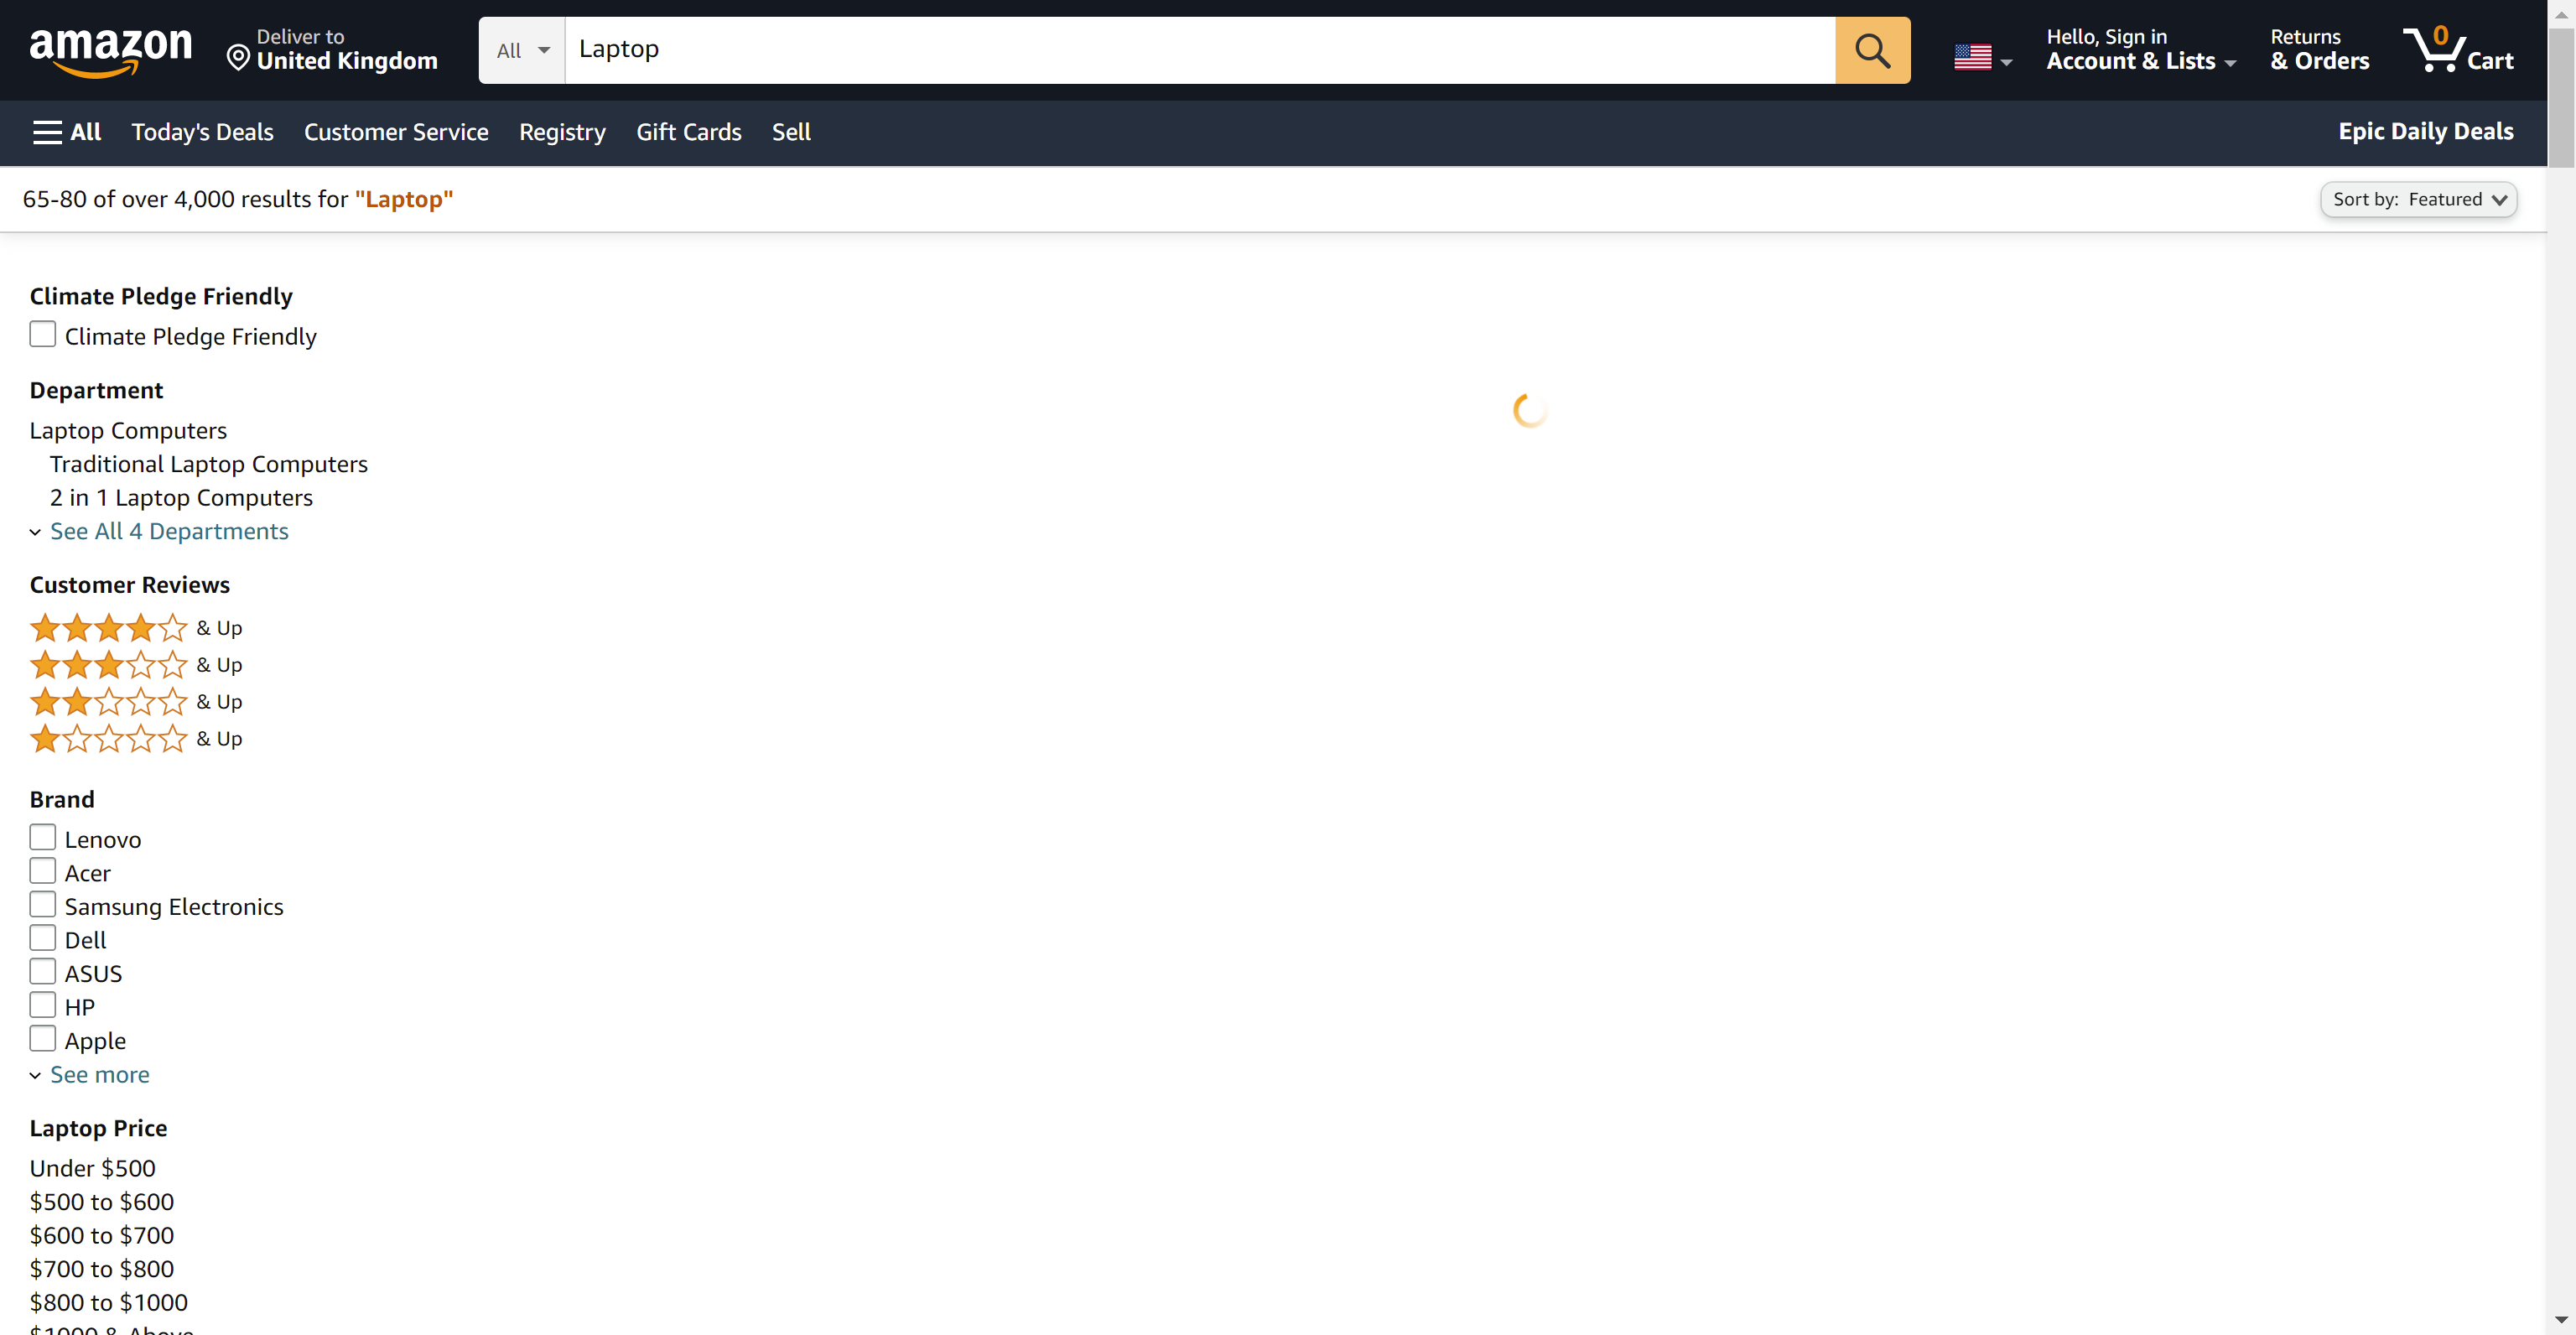 amazon
Deliver to
United Kingdom
All
Laptop
Hello, Sign in
Account & Lists
Returns
& Orders
0
Cart
All
Today's Deals
Customer Service
Registry
Gift Cards
Sell
Epic Daily Deals
65-80 of over 4,000 results for "Laptop"
Sort by: Featured
Climate Pledge Friendly
Climate Pledge Friendly
Department
Laptop Computers
Traditional Laptop Computers
2 in 1 Laptop Computers
See All 4 Departments
Customer Reviews
& Up
& Up
& Up
& Up
Brand
Lenovo
Acer
Samsung Electronics
Dell
ASUS
HP
Apple
See more
Laptop Price
Under $500
$500 to $600
$600 to $700
$700 to $800
$800 to $1000
$1000 & Above